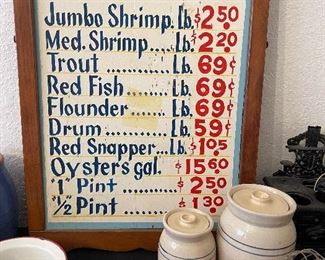 Jumbo Shrimp. Lb. $2.50
Med. Shrimp.... Lb. $2.20
Trout........... Lb. 69¢
Red Fish....... Lb. 69¢
Flounder ...... Lb. 69¢
Drum........... Lb. 59¢
Red Snapper... Lb. $1.05
Oysters gal. $15.60
"1" Pint......... $2.50
"1/2 Pint ......... $1.30